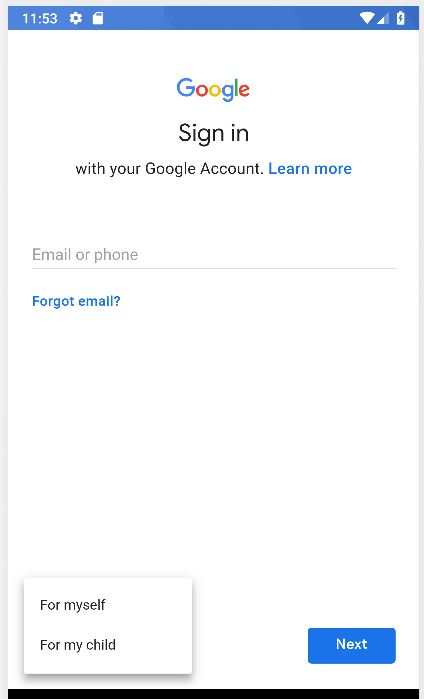 11:53
Google
Sign in
with your Google Account. Learn more
Email or phone
Forgot email?
For myself
For my child
Next